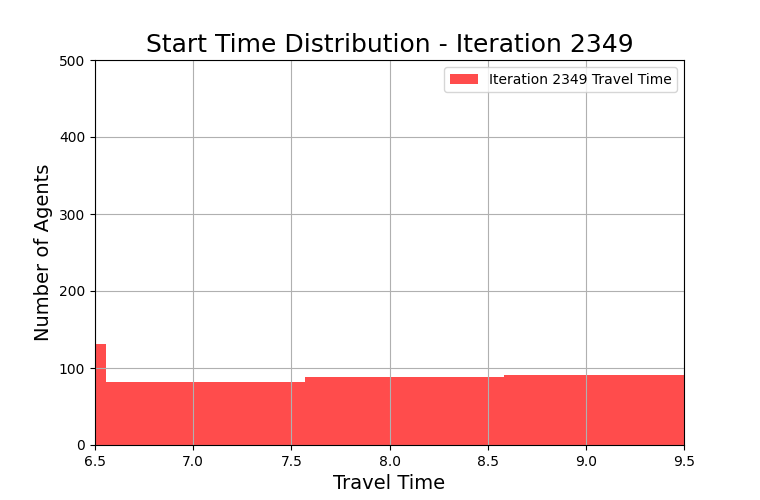 Start Time Distribution - Iteration 2349
Iteration 2349 Travel Time
Number of Agents
500
400
300
200
100
0
6.5 7.0 7.5 8.0 8.5 9.0 9.5
Travel Time